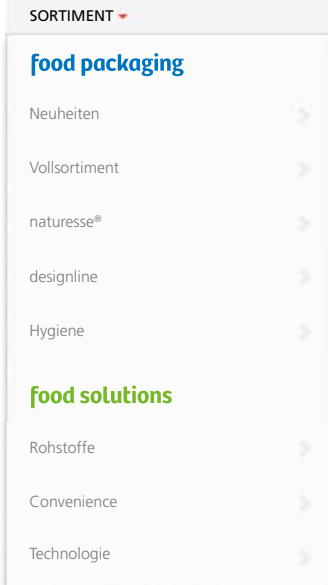 SORTIMENT
food packaging
Neuheiten
Vollsortiment
naturesse®
designline
Hygiene
food solutions
Rohstoffe
Convenience
Technologie